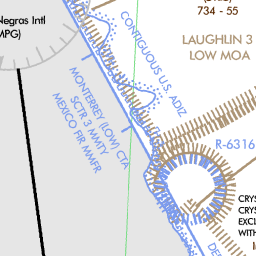 Negras Intl
MPG)
734 - 55
LAUGHLIN 3
LOW MOA
CONTIGUOUS U.S. ADIZ
MONTERREY (LOW) CTA
SCTR 3 MMTY
MEXICO FIR MMFR
R-6316
CRYS
CRYS
EXCL
WITH
DE